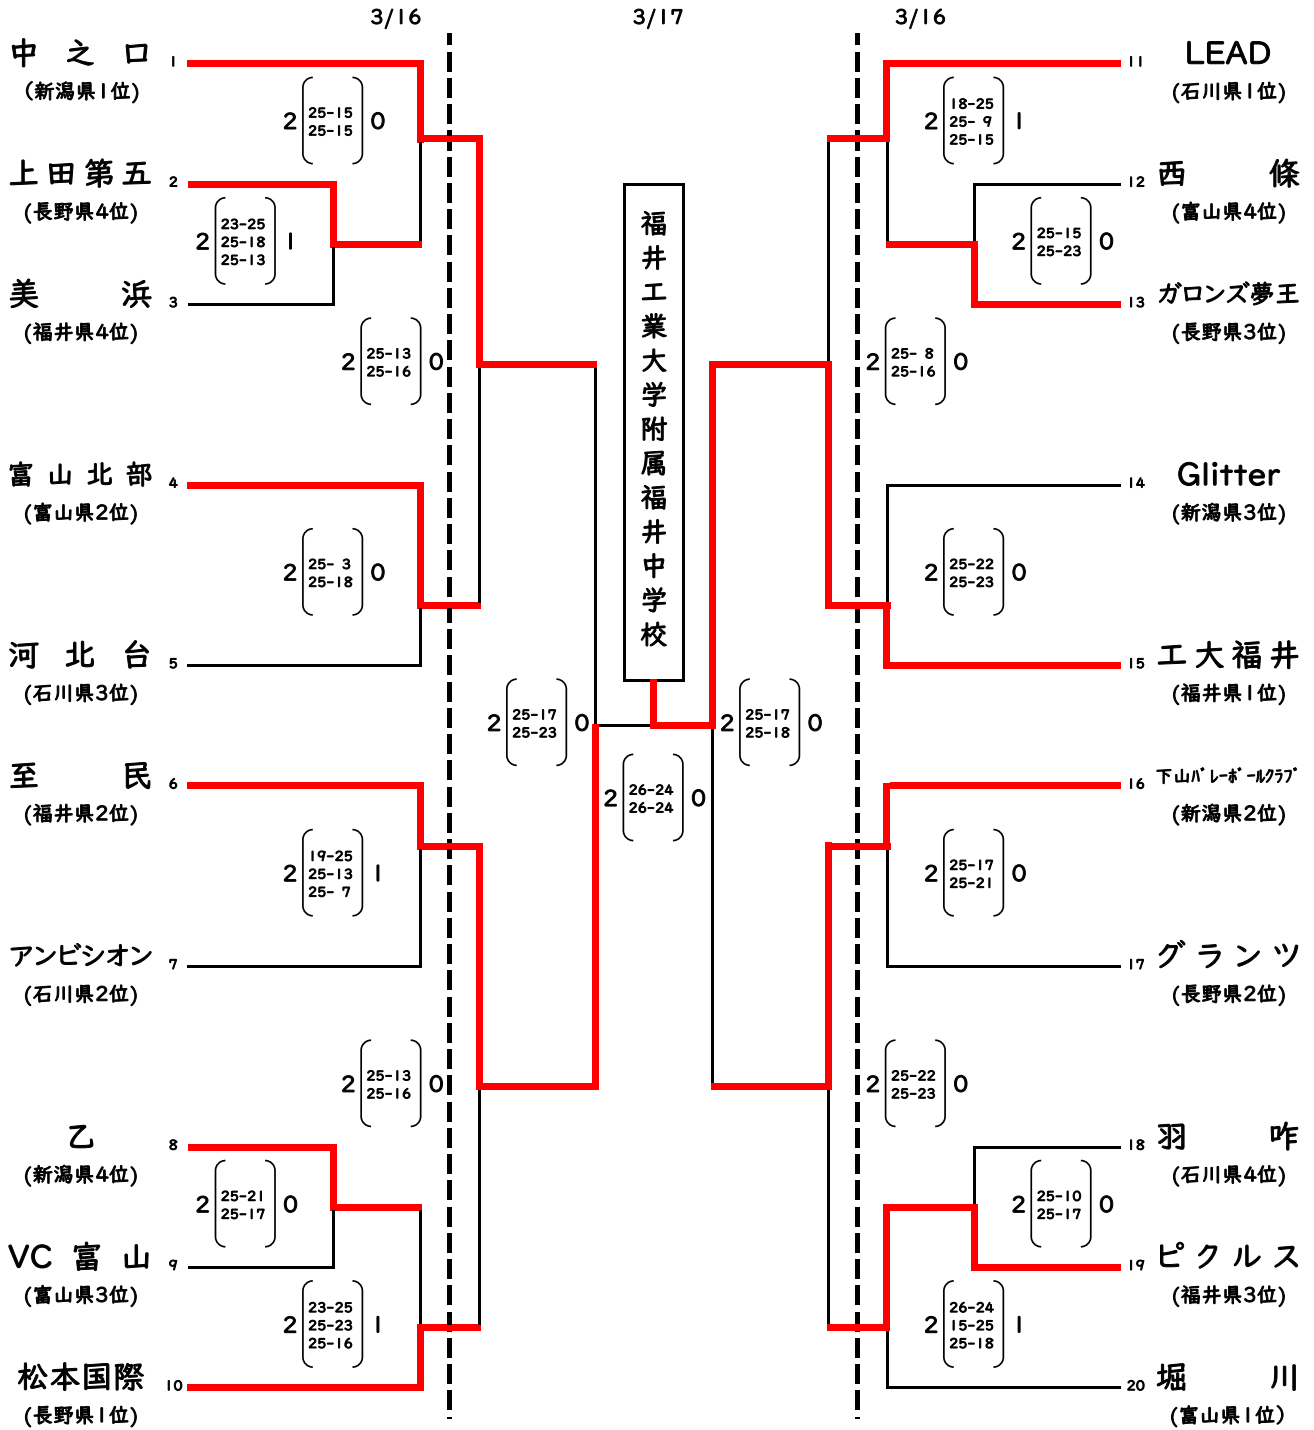 3/16
3/17
3/16
中之口 1
(新潟県1位)
2 25-15 0
25-15
上田第五 2
(長野県4位)
2 23-25 1
25-18
25-13
美浜 3
(福井県4位)
2 25-13 0
25-16
富山北部 4
(富山県2位)
2 25- 3 0
25-18
河北台 5
(石川県3位)
2 25-17 0
25-23
至民 6
(福井県2位)
2 19-25 1
25-13
25- 7
アンビシオン 7
(石川県2位)
2 25-13 0
25-16
乙 8
(新潟県4位)
2 25-21 0
25-17
VC富山 9
(富山県3位)
2 23-25 1
25-23
25-16
松本国際 10
(長野県1位)
福井工業大学附属福井中学校
2 26-24 0
26-24
11 LEAD
(石川県1位)
2 18-25 1
25- 9
25-15
12 西條
(富山県4位)
2 25-15 0
25-23
13 ガロンズ夢王
(長野県3位)
2 25- 8 0
25-16
14 Glitter
(新潟県3位)
2 25-22 0
25-23
15 工大福井
(福井県1位)
2 25-17 0
25-18
16 下山バレーボールクラブ
(新潟県2位)
2 25-17 0
25-21
17 グランツ
(長野県2位)
2 25-22 0
25-23
18 羽咋
(石川県4位)
2 25-10 0
25-17
19 ピクルス
(福井県3位)
2 26-24 1
15-25
25-18
20 堀川
(富山県1位)